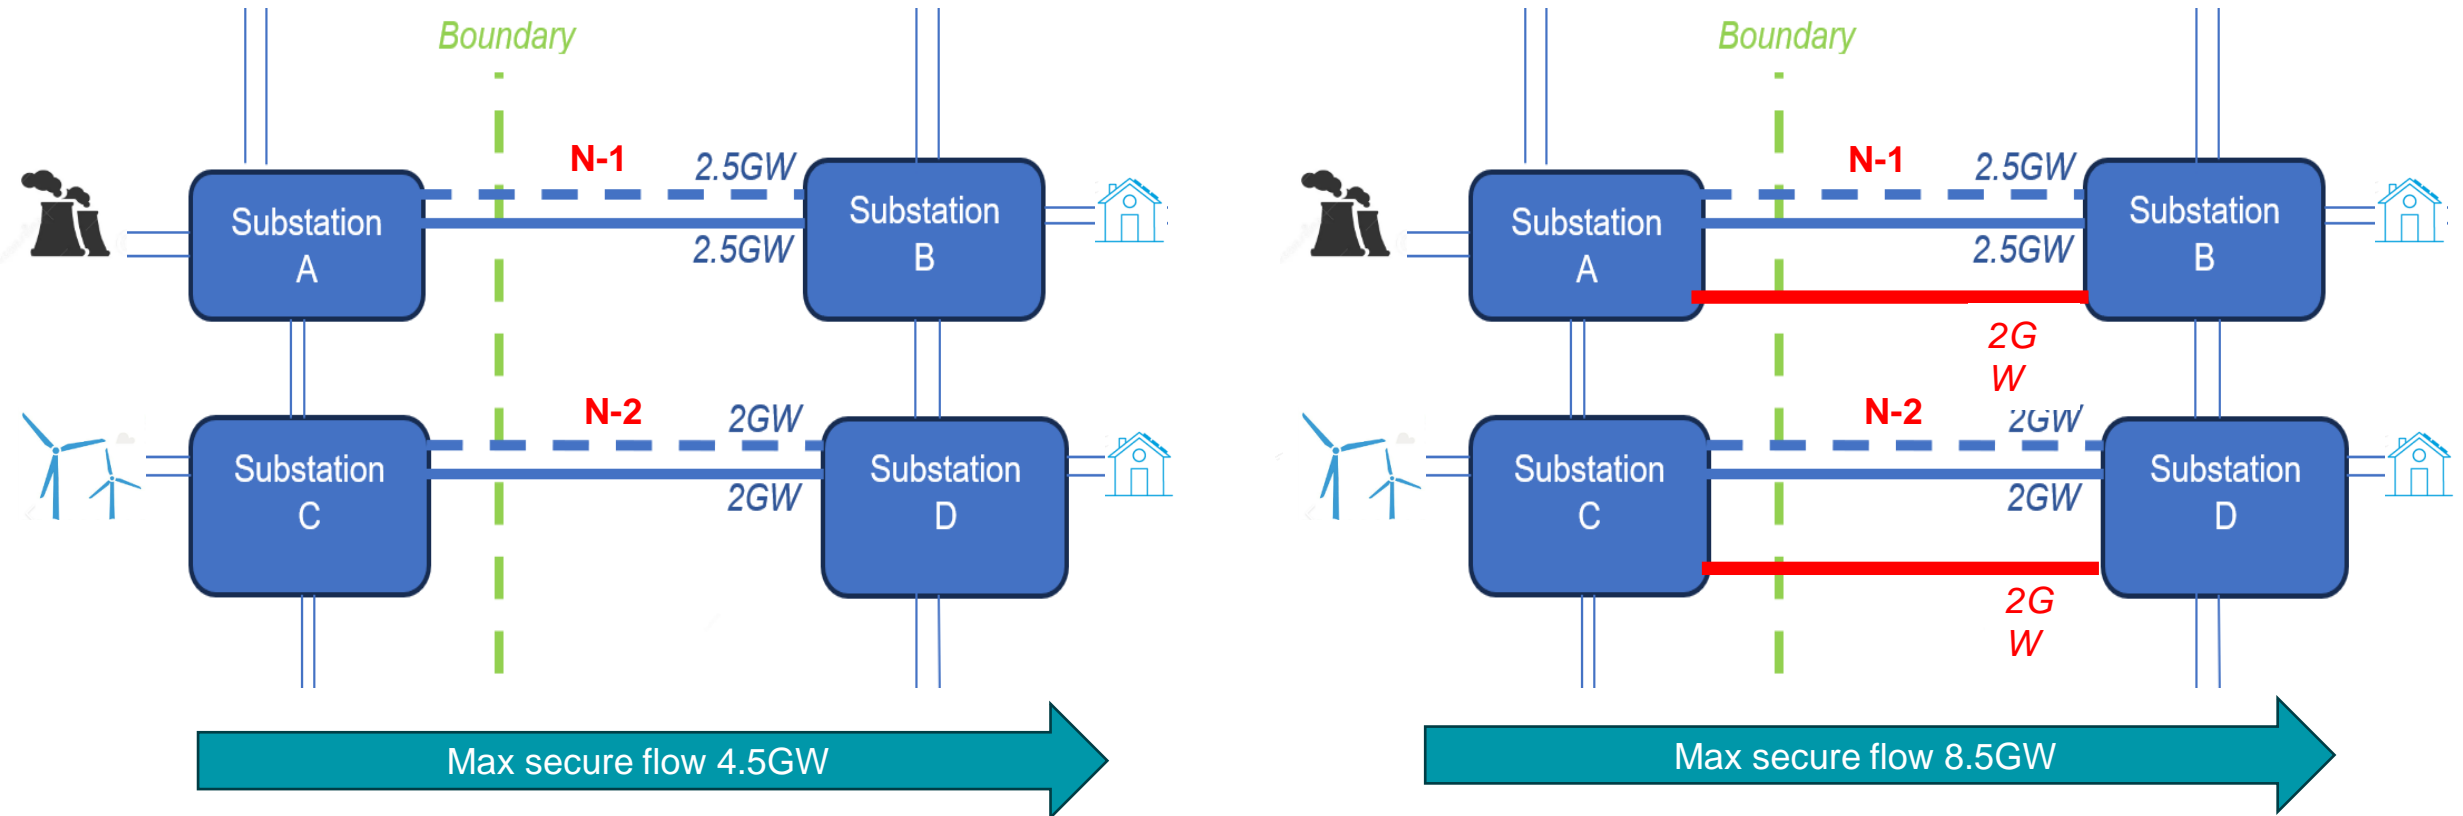 Boundary
N-1
2.5GW
2.5GW
Substation
A
Substation
B
N-2
2GW
2GW
Substation
C
Substation
D
Max secure flow 4.5GW
Boundary
N-1
2.5GW
2.5GW
Substation
A
Substation
B
2G
W
N-2
2GW
2GW
Substation
C
Substation
D
2G
W
Max secure flow 8.5GW